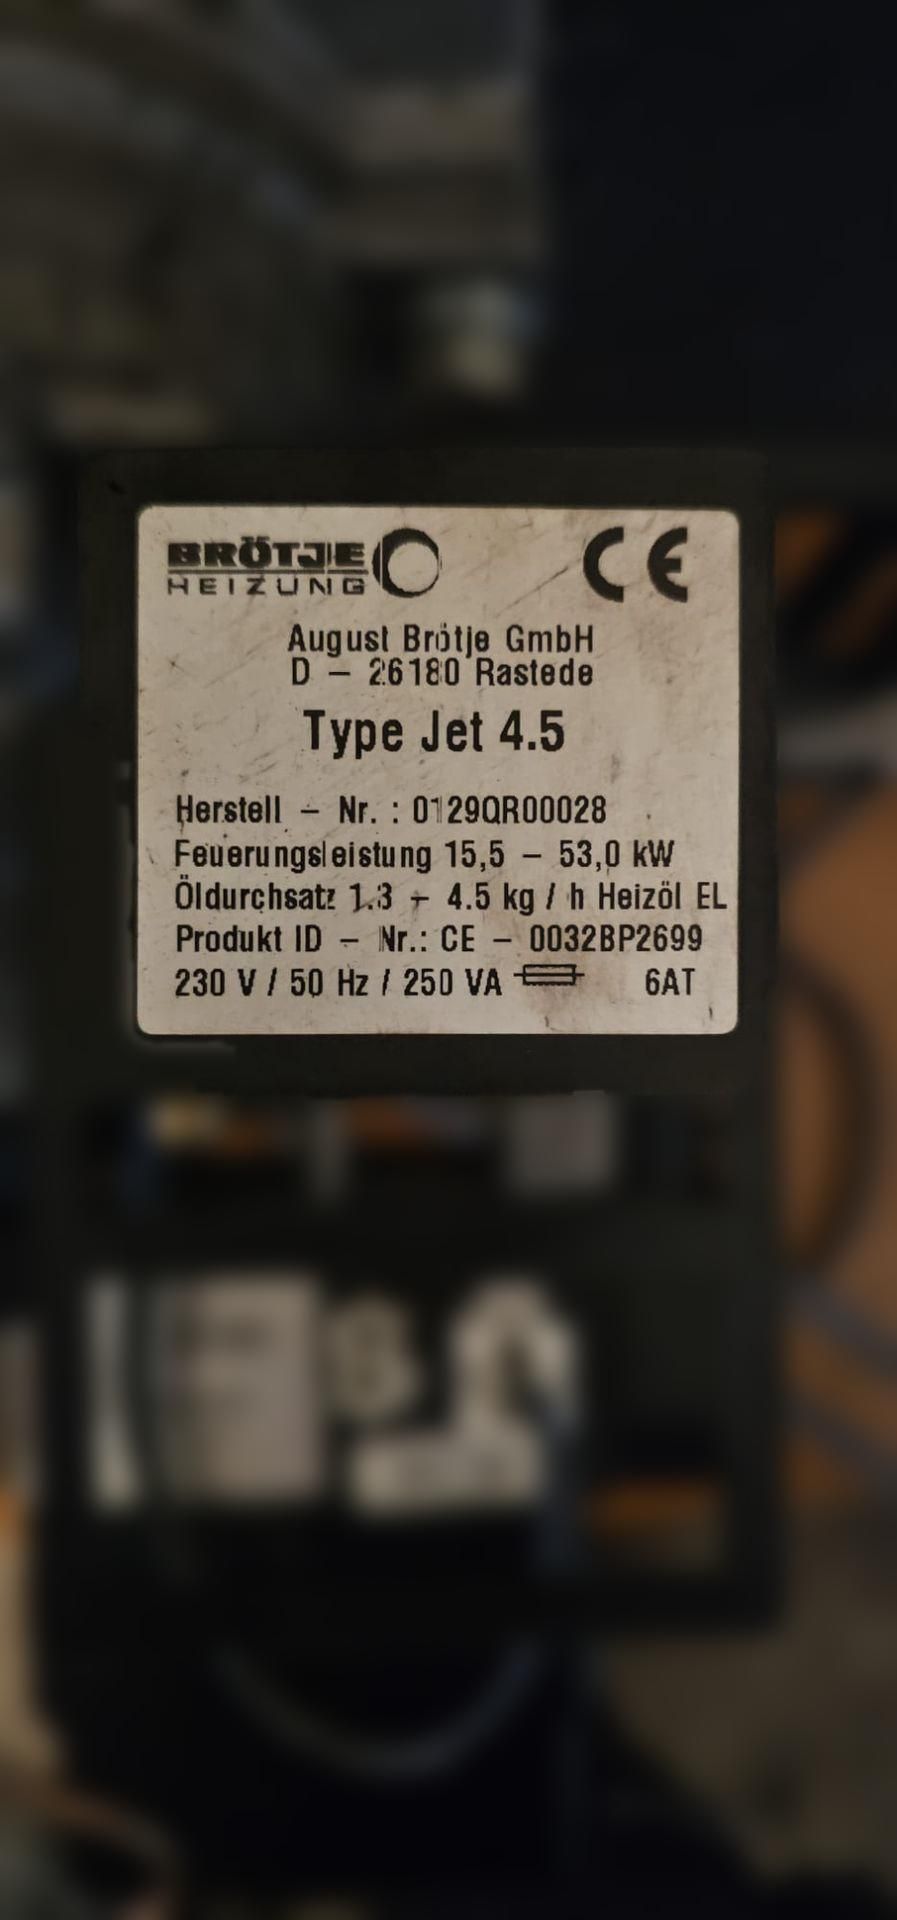 BRÖTJE
HEIZUNG
CE
August Brötje GmbH
D – 26180 Rastede
Type Jet 4.5
Herstell – Nr. : 0129QR00028
Feuerungsleistung 15,5 – 53,0 kW
Öldurchsatz 1.3 – 4.5 kg / h Heizöl EL
Produkt ID – Nr.: CE – 0032BP2699
230 V / 50 Hz / 250 VA 6AT